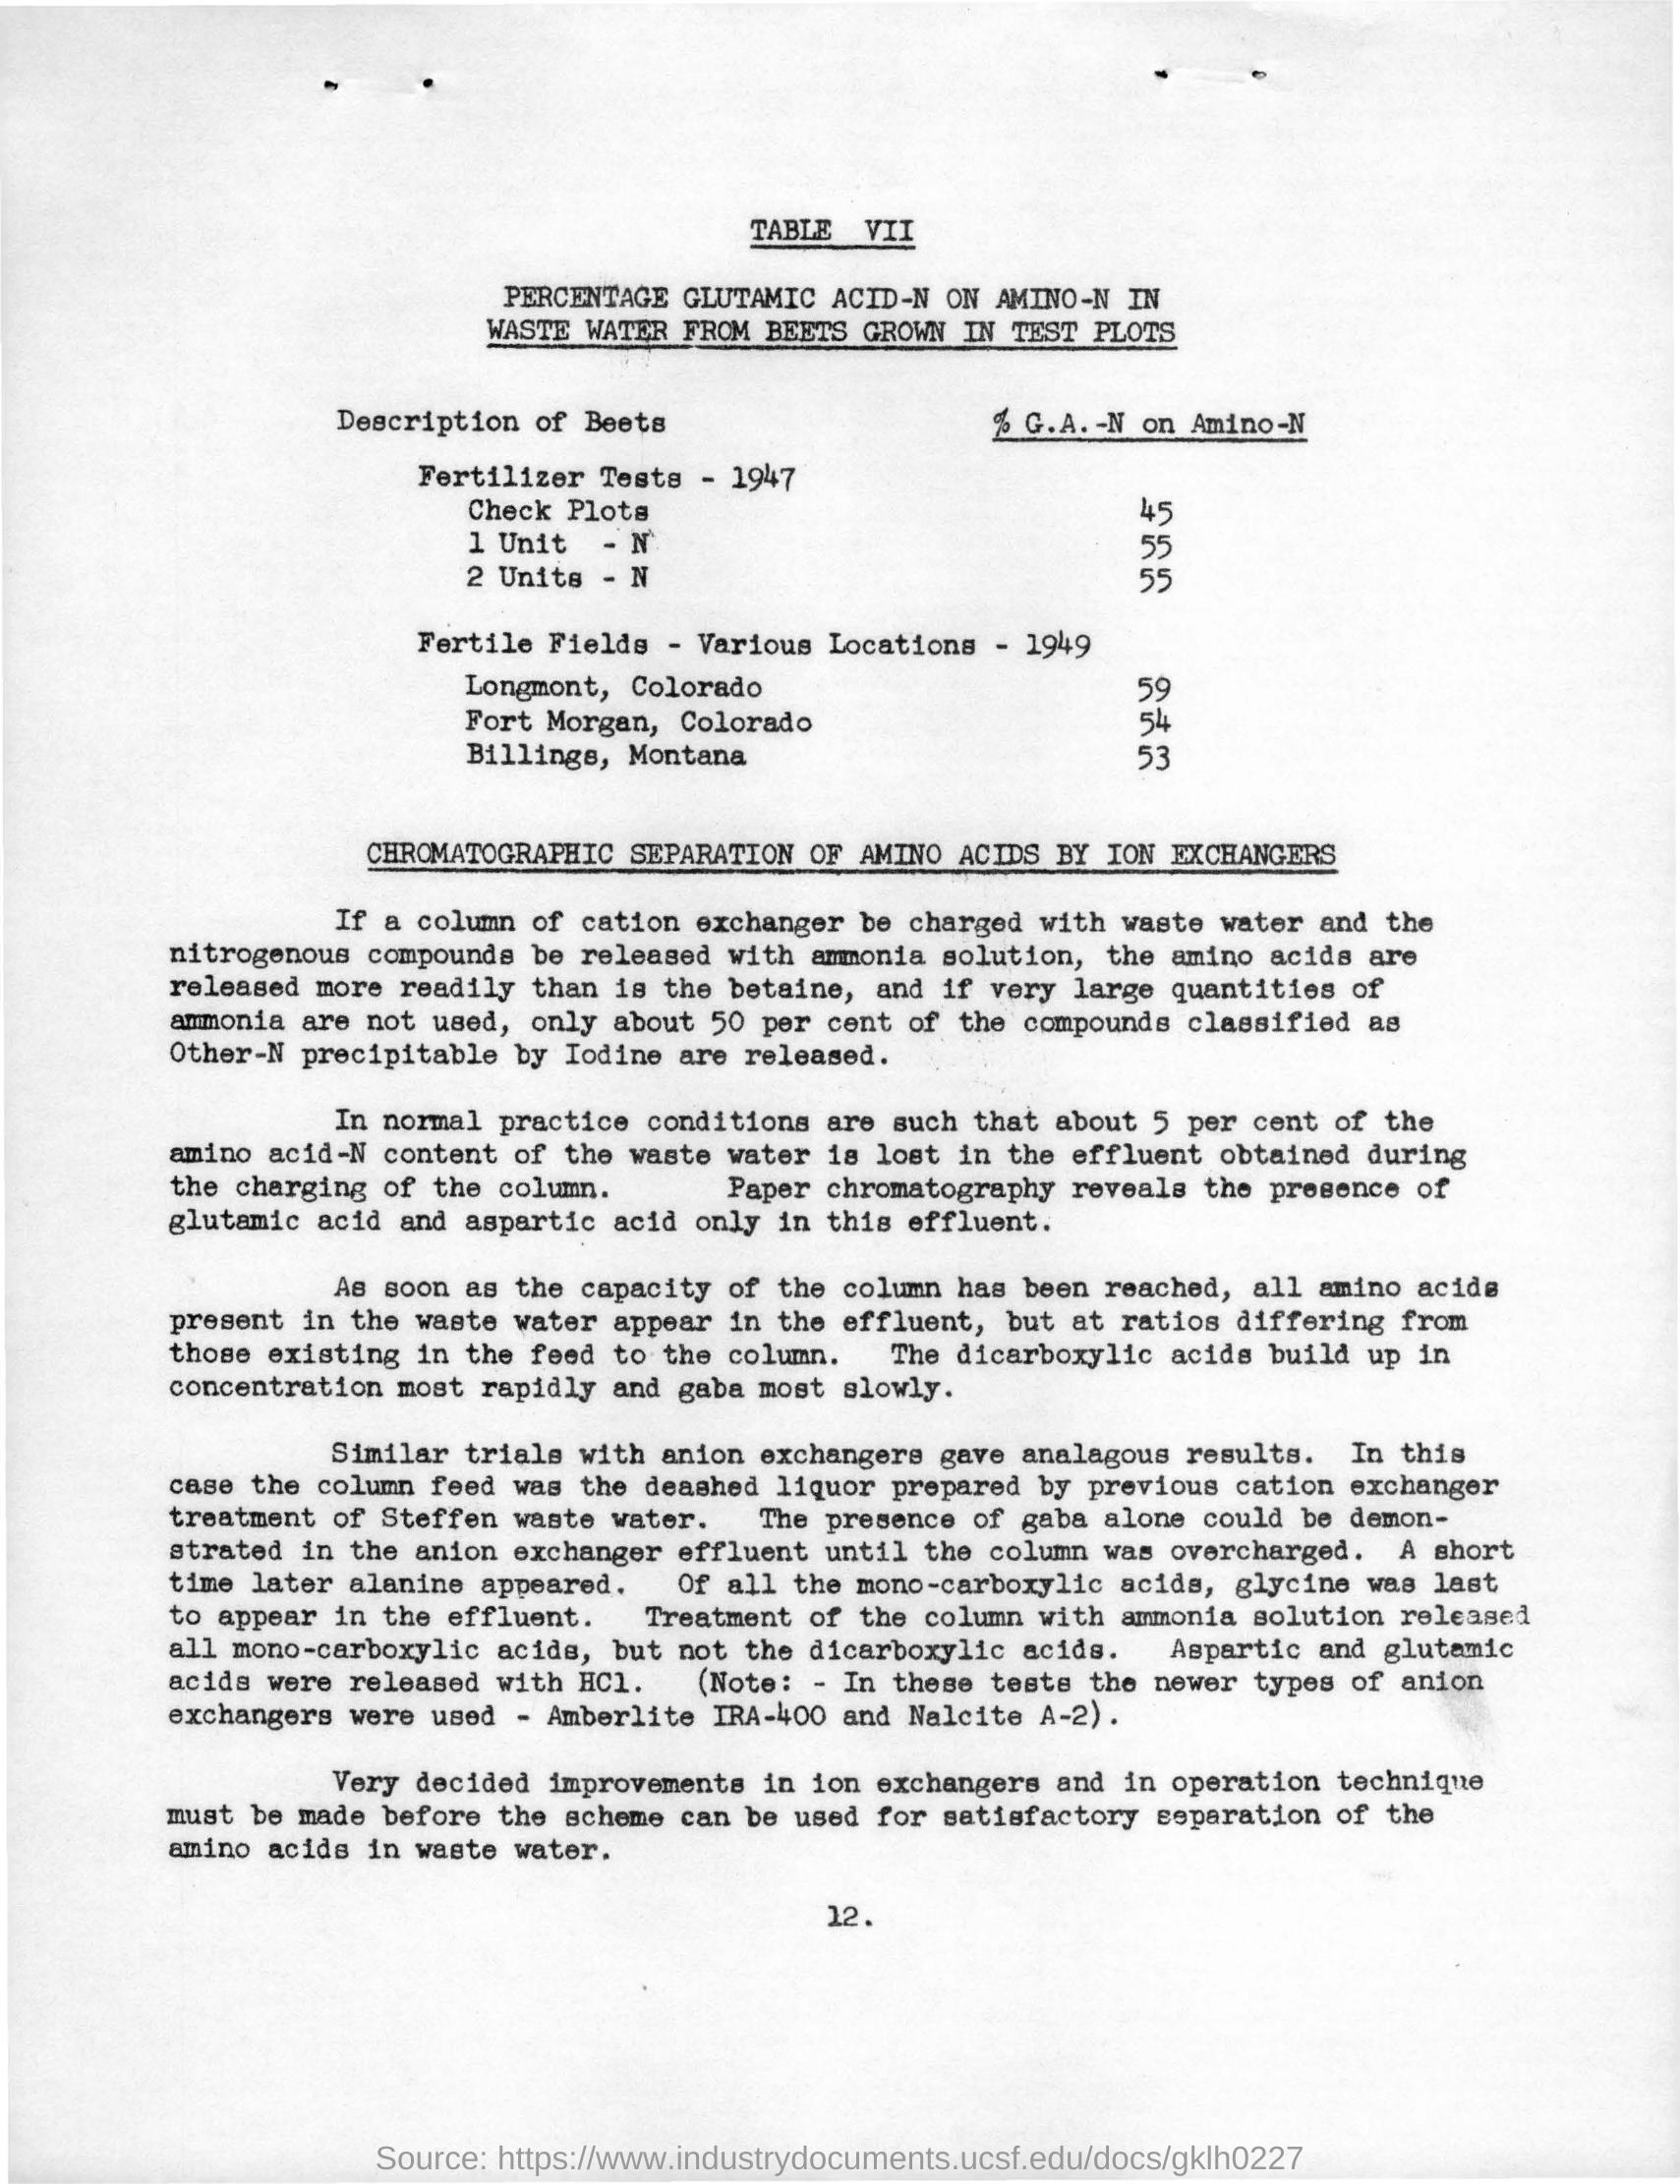 TABLE VII
PERCENTAGE GLUTAMIC ACID-N ON AMINO-N IN
WASTE WATER FROM BEETS GROWN IN TEST PLOTS
Description of Beets % G.A.-N on Amino-N
Fertilizer Tests - 1947
Check Plots 45
1 Unit - N 55
2 Units - N 55
Fertile Fields - Various Locations - 1949
Longmont, Colorado 59
Fort Morgan, Colorado 54
Billings, Montana 53
CHROMATOGRAPHIC SEPARATION OF AMINO ACIDS BY ION EXCHANGERS
If a column of cation exchanger be charged with waste water and the
nitrogenous compounds be released with ammonia solution, the amino acids are
released more readily than is the betaine, and if very large quantities of
ammonia are not used, only about 50 per cent of the compounds classified as
Other-N precipitable by Iodine are released.
In normal practice conditions are such that about 5 per cent of the
amino acid-N content of the waste water is lost in the effluent obtained during
the charging of the column. Paper chromatography reveals the presence of
glutamic acid and aspartic acid only in this effluent.
As soon as the capacity of the column has been reached, all amino acids
present in the waste water appear in the effluent, but at ratios differing from
those existing in the feed to the column. The dicarboxylic acids build up in
concentration most rapidly and gaba most slowly.
Similar trials with anion exchangers gave analagous results. In this
case the column feed was the deashed liquor prepared by previous cation exchanger
treatment of Steffen waste water. The presence of gaba alone could be demon-
strated in the anion exchanger effluent until the column was overcharged. A short
time later alanine appeared. Of all the mono-carboxylic acids, glycine was last
to appear in the effluent. Treatment of the column with ammonia solution released
all mono-carboxylic acids, but not the dicarboxylic acids. Aspartic and glutamic
acids were released with HCl. (Note: - In these tests the newer types of anion
exchangers were used - Amberlite IRA-400 and Nalcite A-2).
Very decided improvements in ion exchangers and in operation technique
must be made before the scheme can be used for satisfactory separation of the
amino acids in waste water.
12.
Source: https://www.industrydocuments.ucsf.edu/docs/gklh0227